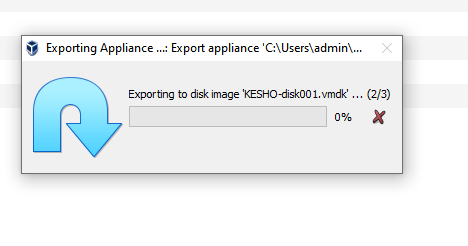 Exporting Appliance ...: Export appliance 'C:\Users\admin\...
Exporting to disk image 'KESHO-disk001.vmdk' ... (2/3)
0%